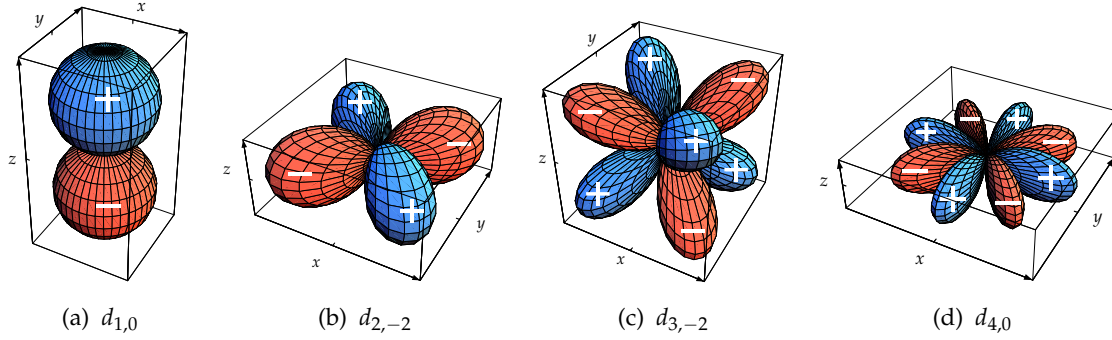 y x z + −
z x y + − − +
y z x + − − + + + −
z x y + − + − − + − +
(a) d1,0
(b) d2,−2
(c) d3,−2
(d) d4,0